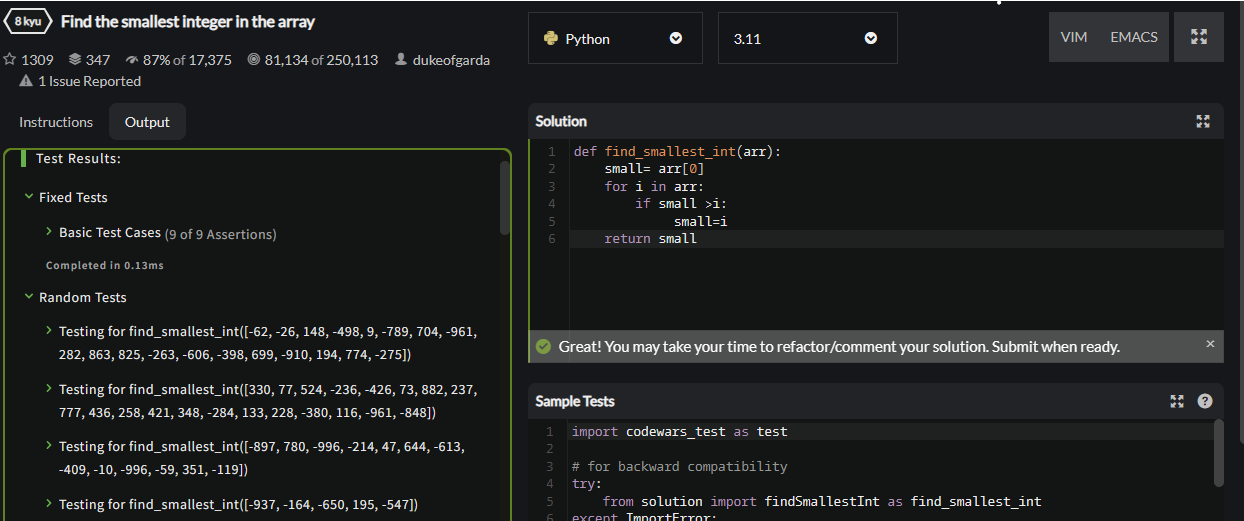 8 kyu Find the smallest integer in the array
1309 347 87% of 17,375 81,134 of 250,113 dukeofgarda
1 Issue Reported
Instructions Output
Test Results:
Fixed Tests
Basic Test Cases (9 of 9 Assertions)
Completed in 0.13ms
Random Tests
Testing for find_smallest_int([-62, -26, 148, -498, 9, -789, 704, -961,
282, 863, 825, -263, -606, -398, 699, -910, 194, 774, -275])
Testing for find_smallest_int([330, 77, 524, -236, -426, 73, 882, 237,
777, 436, 258, 421, 348, -284, 133, 228, -380, 116, -961, -848])
Testing for find_smallest_int([-897, 780, -996, -214, 47, 644, -613,
-409, -10, -996, -59, 351, -119])
Testing for find_smallest_int([-937, -164, -650, 195, -547])
Python 3.11 VIM EMACS
Solution
1 def find_smallest_int(arr):
2 small= arr[0]
3 for i in arr:
4 if small >i:
5 small=i
6 return small
Great! You may take your time to refactor/comment your solution. Submit when ready. ×
Sample Tests ?
1 import codewars_test as test
2
3 # for backward compatibility
4 try:
5 from solution import findSmallestInt as find_smallest_int
6 except ImportError: